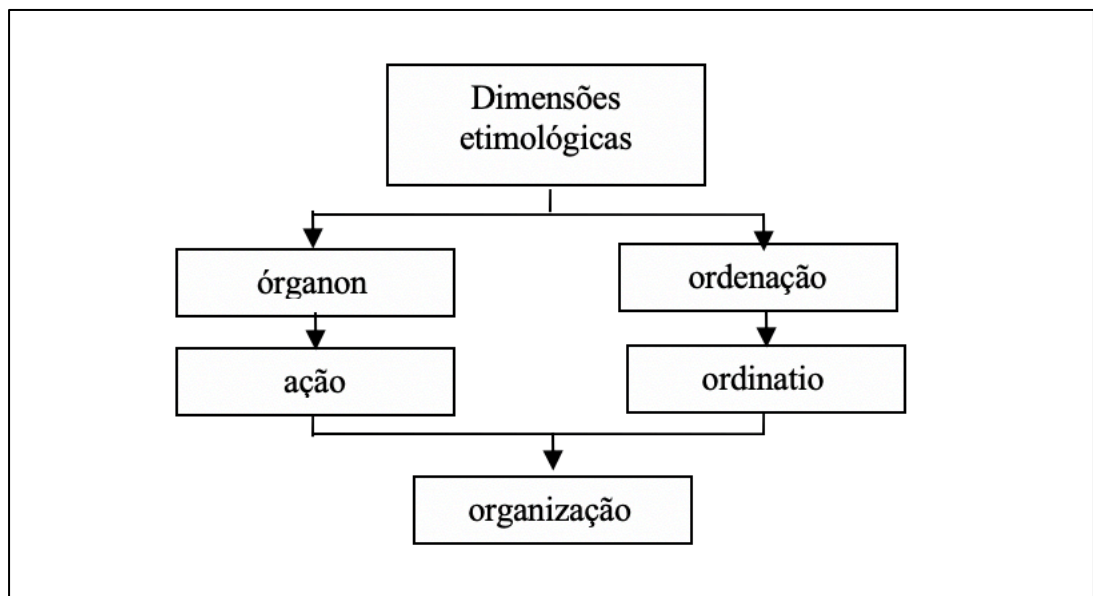 Dimensões
etimológicas
órganon
ordenação
ação
ordinatio
organização